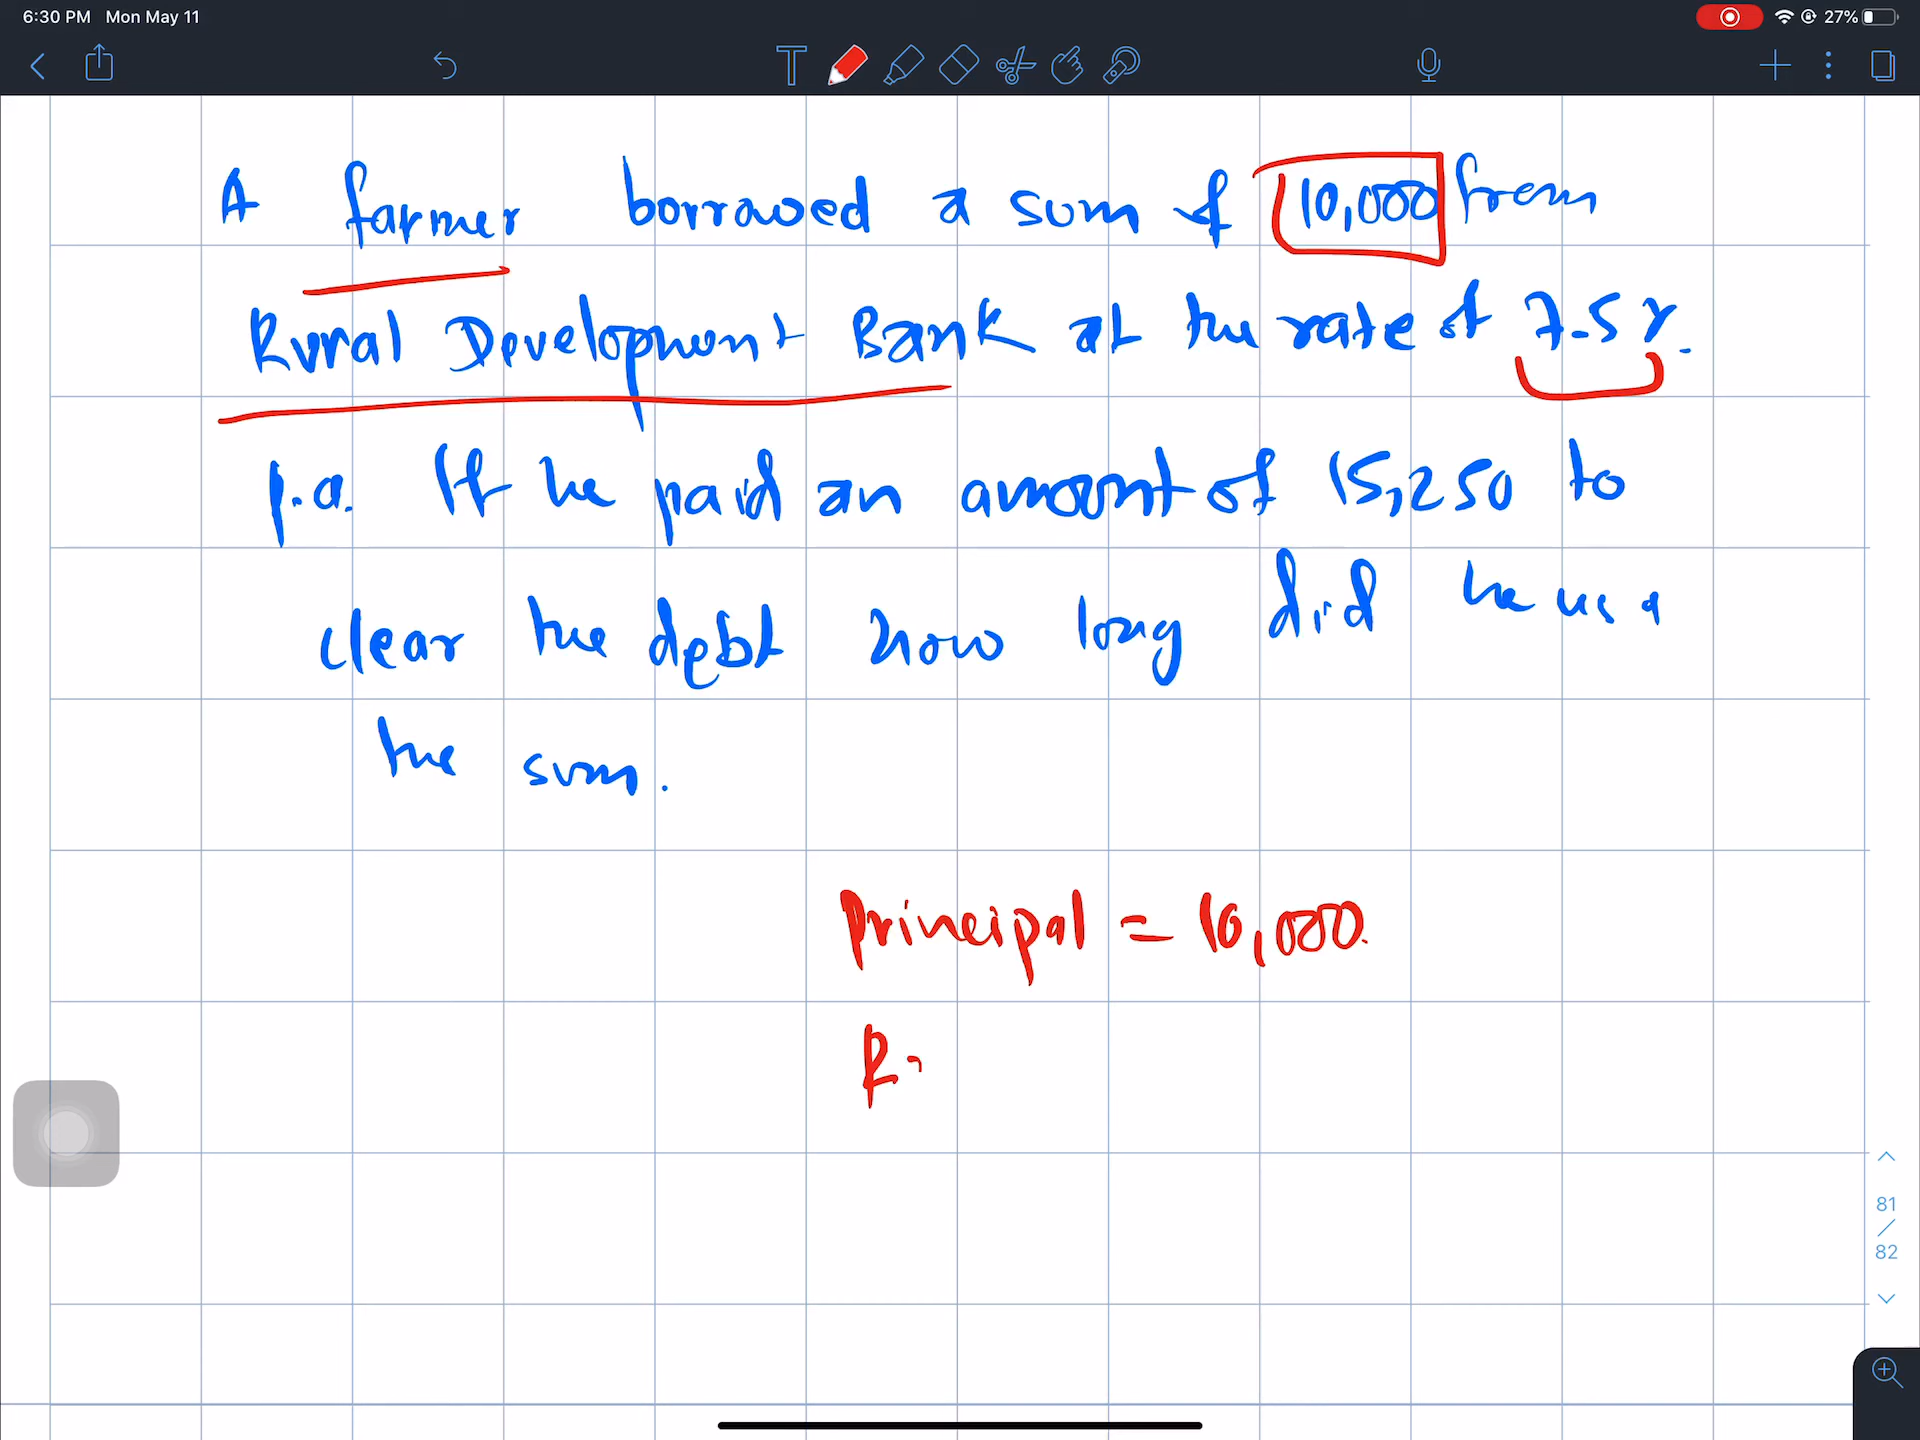 6:30 PM Mon May 11
27%
A farmer borrowed a sum of 10,000 from
Rural Development Bank at the rate of 7.5%.
p.a. If he paid an amount of 15,250 to
clear the debt how long did he use
the sum.
Principal = 10,000.
R
81
/
82